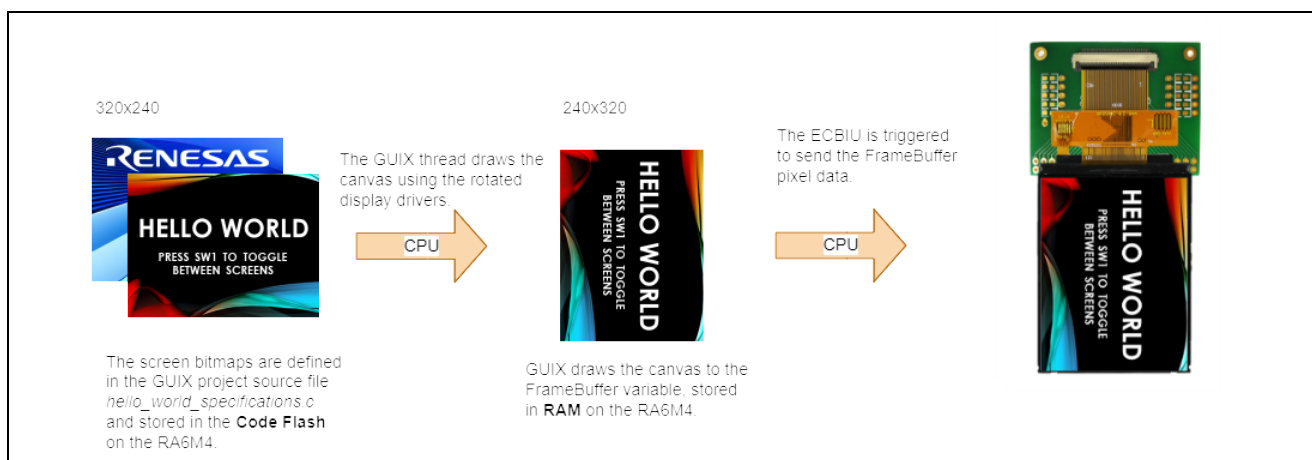 320x240
RENESAS
HELLO WORLD
PRESS SW1 TO TOGGLE
BETWEEN SCREENS
The screen bitmaps are defined
in the GUIX project source file
hello_world_specifications.c
and stored in the Code Flash
on the RA6M4.
The GUIX thread draws the
canvas using the rotated
display drivers.
CPU
240x320
HELLO WORLD
PRESS SW1 TO TOGGLE
BETWEEN SCREENS
GUIX draws the canvas to the
FrameBuffer variable, stored
in RAM on the RA6M4.
The ECBIU is triggered
to send the FrameBuffer
pixel data.
CPU
HELLO WORLD
PRESS SW1 TO TOGGLE
BETWEEN SCREENS